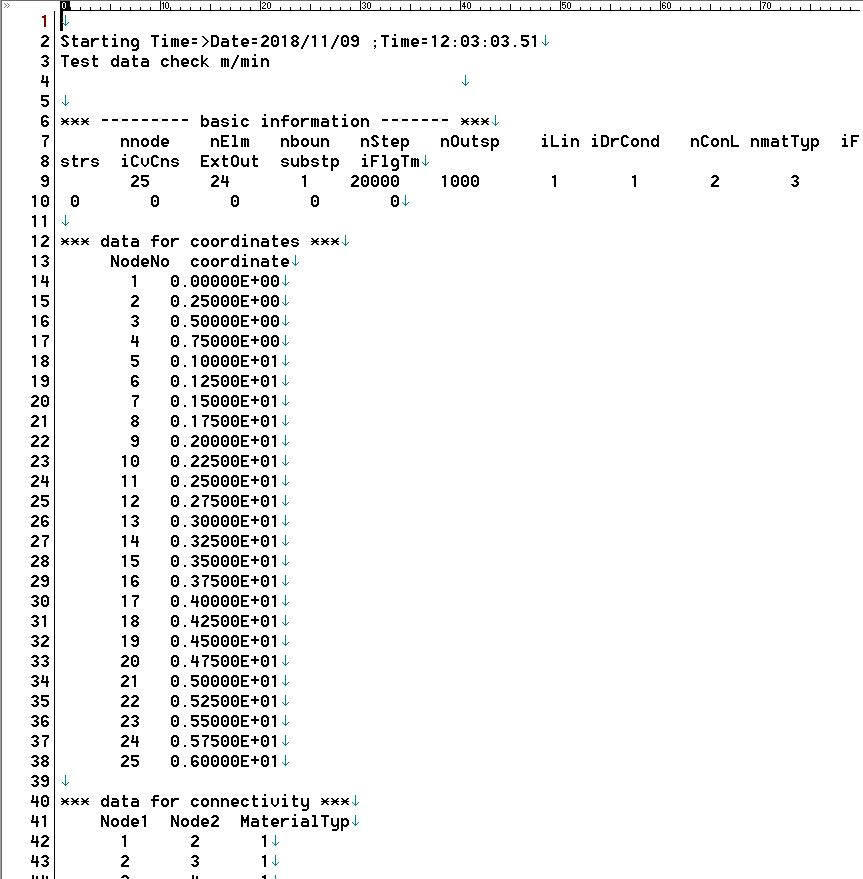 0 10 20 30 40 50 60 70
1
2 Starting Time=>Date=2018/11/09 ;Time=12:03:03.51
3 Test data check m/min
4
5
6 *** --------- basic information ------- ***
7 nnode nElm nboun nStep nOutsp iLin iDrCond nConL nmatTyp iF
8 strs iCvCns ExtOut substp iFlgTm
9 25 24 1 20000 1000 1 1 2 3
10 0 0 0 0 0
11
12 *** data for coordinates ***
13 NodeNo coordinate
14 1 0.00000E+00
15 2 0.25000E+00
16 3 0.50000E+00
17 4 0.75000E+00
18 5 0.10000E+01
19 6 0.12500E+01
20 7 0.15000E+01
21 8 0.17500E+01
22 9 0.20000E+01
23 10 0.22500E+01
24 11 0.25000E+01
25 12 0.27500E+01
26 13 0.30000E+01
27 14 0.32500E+01
28 15 0.35000E+01
29 16 0.37500E+01
30 17 0.40000E+01
31 18 0.42500E+01
32 19 0.45000E+01
33 20 0.47500E+01
34 21 0.50000E+01
35 22 0.52500E+01
36 23 0.55000E+01
37 24 0.57500E+01
38 25 0.60000E+01
39
40 *** data for connectivity ***
41 Node1 Node2 MaterialTyp
42 1 2 1
43 2 3 1